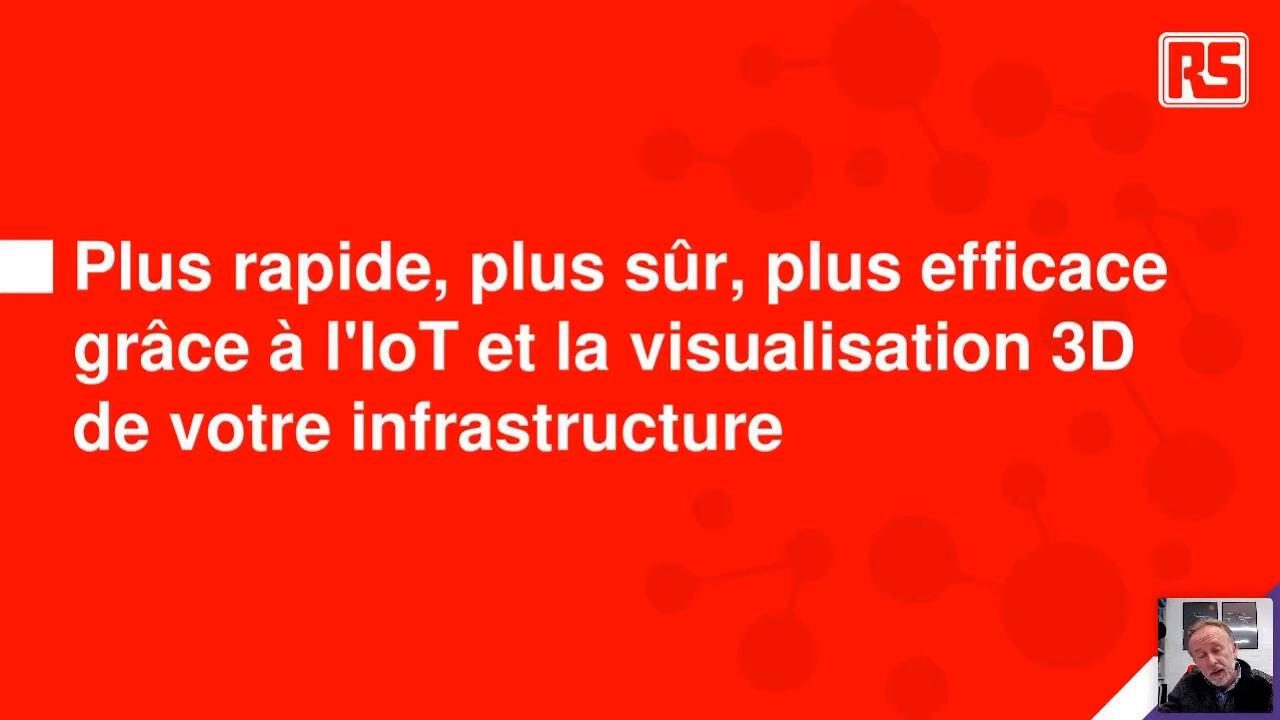 RS
Plus rapide, plus sûr, plus efficace
grâce à l'IoT et la visualisation 3D
de votre infrastructure